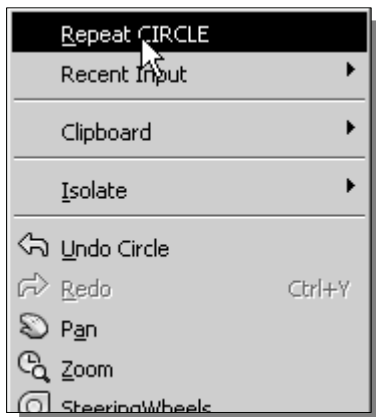 Repeat CIRCLE
Recent Input
Clipboard
Isolate
Undo Circle
Redo Ctrl+Y
Pan
Zoom
SteeringWheels